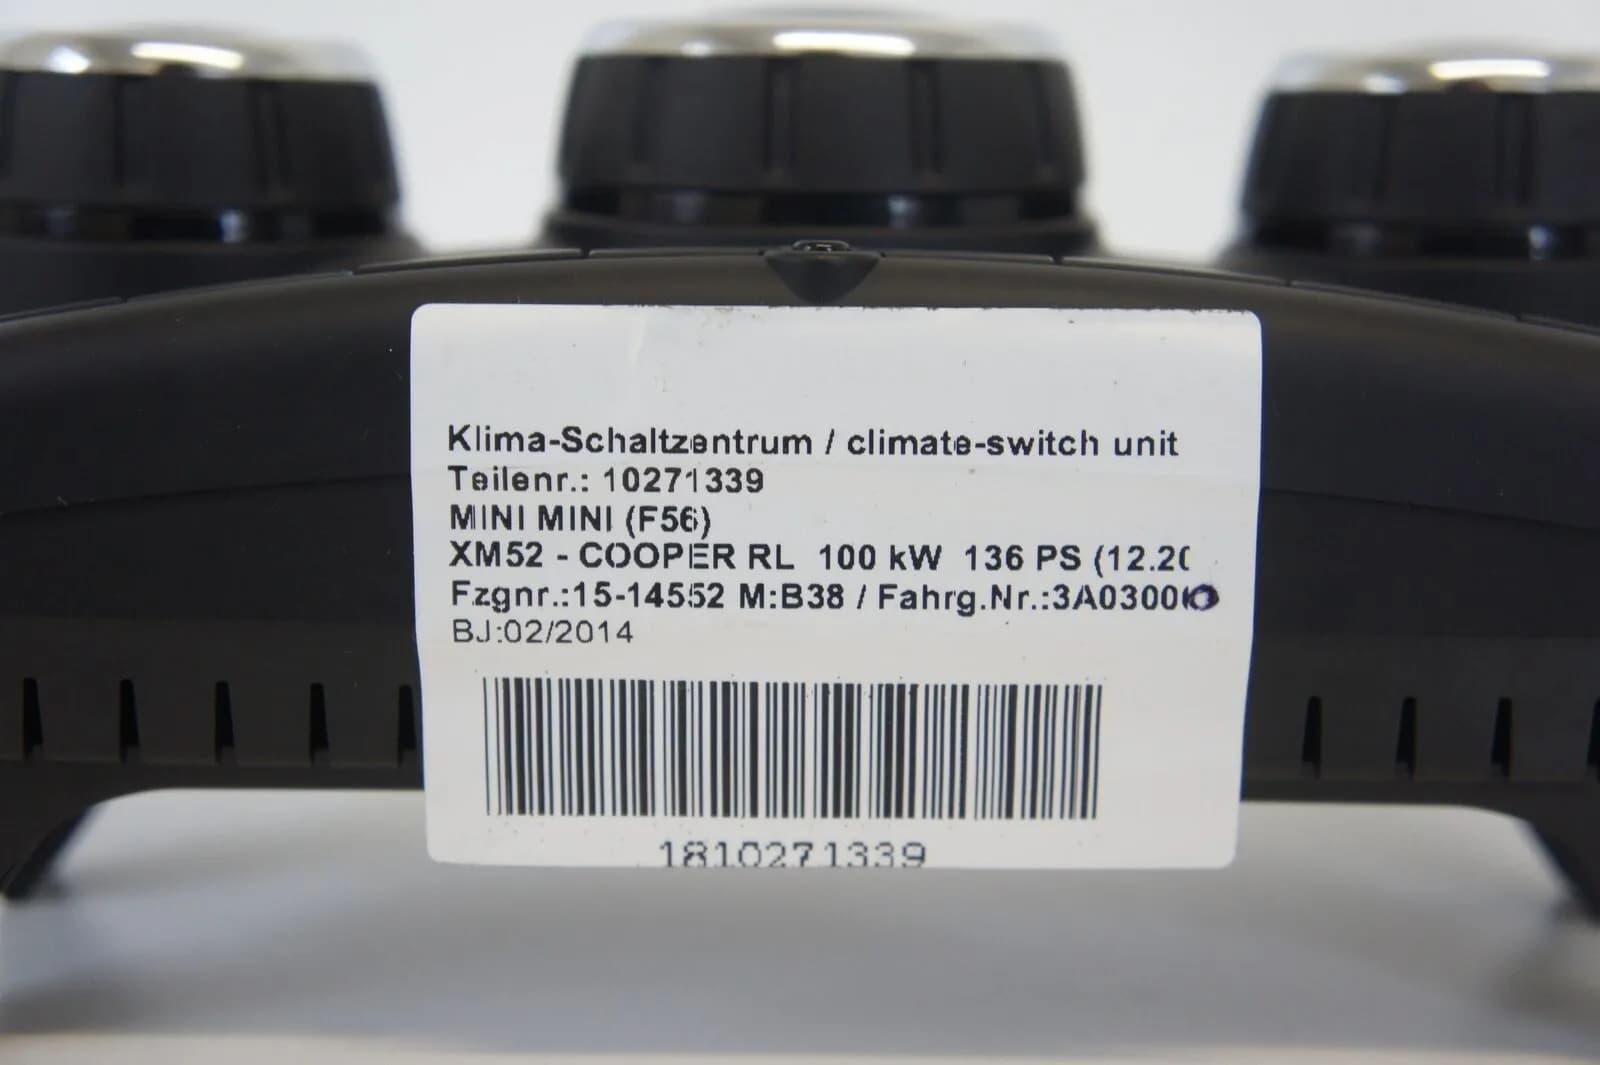 Klima-Schaltzentrum / climate-switch unit
Teilenr.: 10271339
MINI MINI (F56)
XM52 - COOPER RL 100 kW 136 PS (12.20
Fzgnr.:15-14552 M:B38 / Fahrg.Nr.:3A0300
BJ:02/2014
1810271339